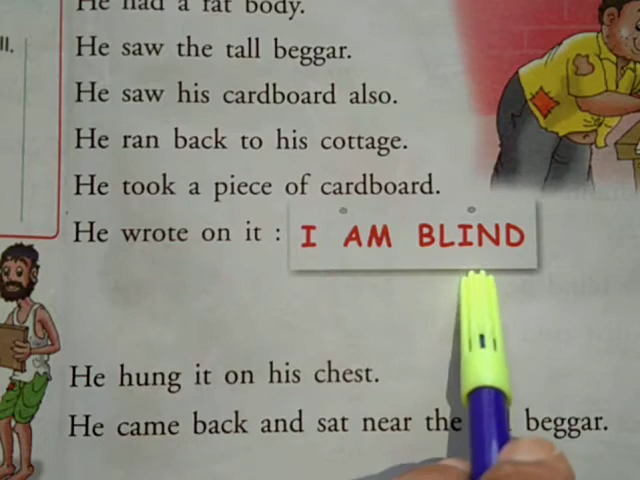 He had a fat body.
ll.
He saw the tall beggar.
He saw his cardboard also.
He ran back to his cottage.
He took a piece of cardboard.
He wrote on it : I AM BLIND
He hung it on his chest.
He came back and sat near the beggar.